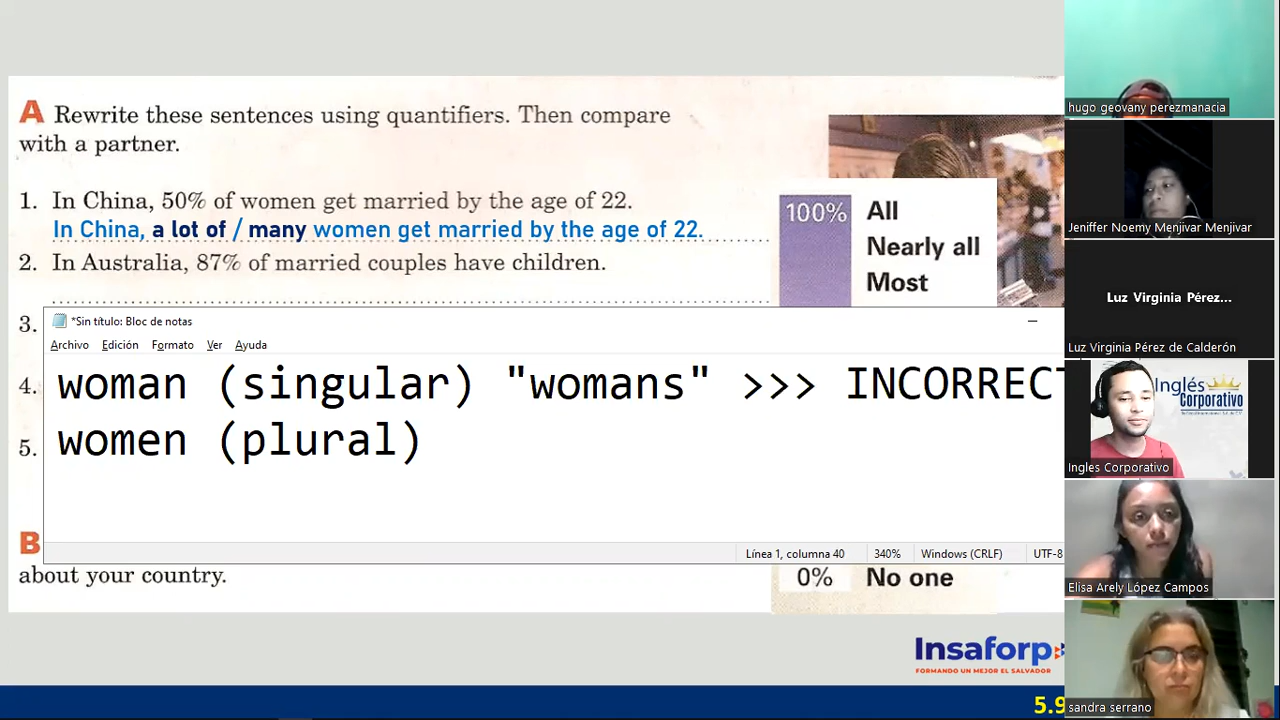 A Rewrite these sentences using quantifiers. Then compare
with a partner.
1. In China, 50% of women get married by the age of 22.
In China, a lot of / many women get married by the age of 22.
2. In Australia, 87% of married couples have children.
3.
4.
5.
100% All
Nearly all
Most
*Sin título: Bloc de notas
Archivo Edición Formato Ver Ayuda
woman (singular) "womans" >>> INCORRECT
women (plural)
Línea 1, columna 40 340% Windows (CRLF) UTF-8
B
about your country.
0% No one
Insaforp
FORMANDO UN MEJOR EL SALVADOR
5.9
hugo geovany perezmanacia
Jeniffer Noemy Menjivar Menjivar
Luz Virginia Pérez...
Luz Virginia Pérez de Calderón
Inglés
Corporativo
Ingles Corporativo
Elisa Arely López Campos
sandra serrano